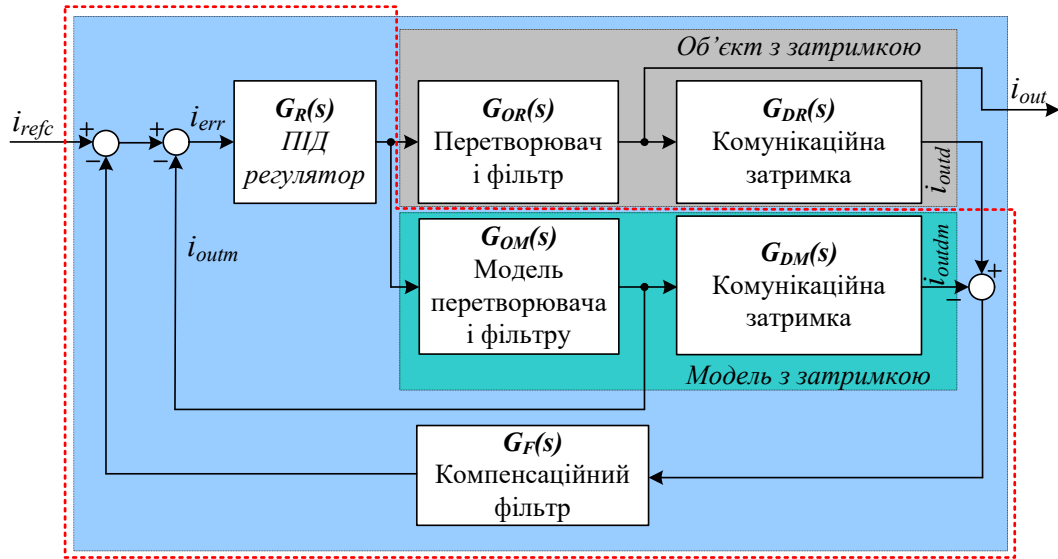 Об’єкт з затримкою
i_refc
+
−
+
−
i_err
G_R(s)
ПІД
регулятор
G_OR(s)
Перетворювач
і фільтр
G_DR(s)
Комунікаційна
затримка
i_outd
i_out
i_outm
G_OM(s)
Модель
перетворювача
і фільтру
G_DM(s)
Комунікаційна
затримка
i_outdm
+
−
Модель з затримкою
G_F(s)
Компенсаційний
фільтр